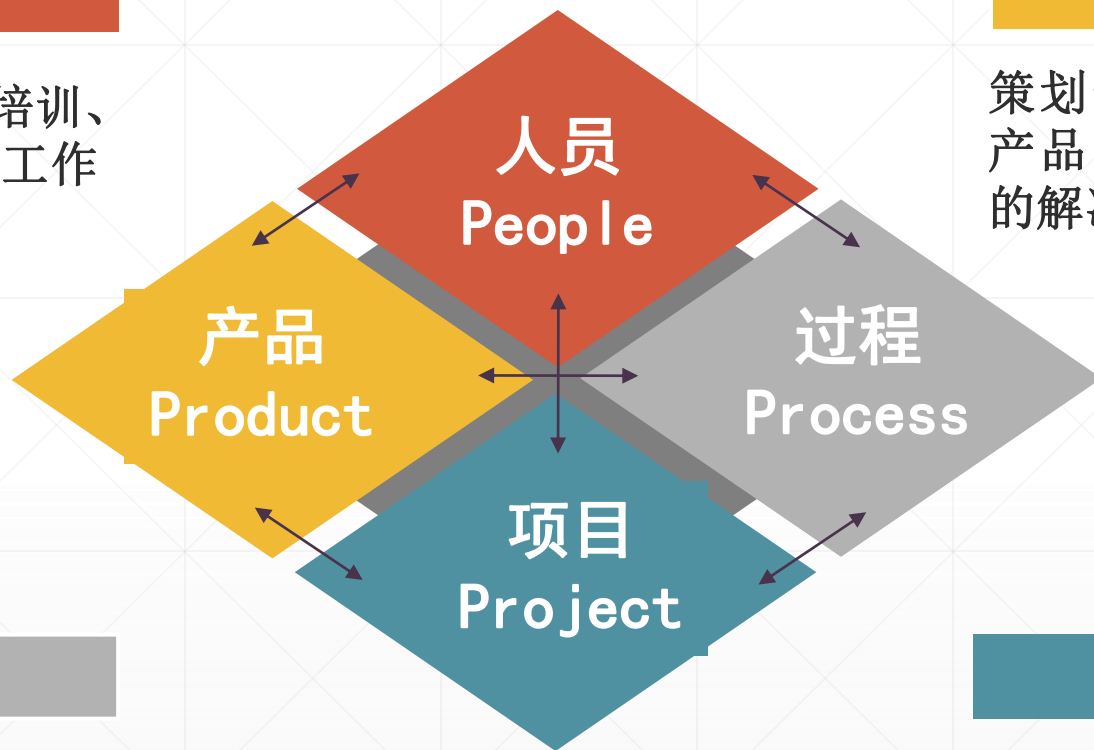 培训、
工作
策划
产品
的解
人员
People
产品
Product
过程
Process
项目
Project